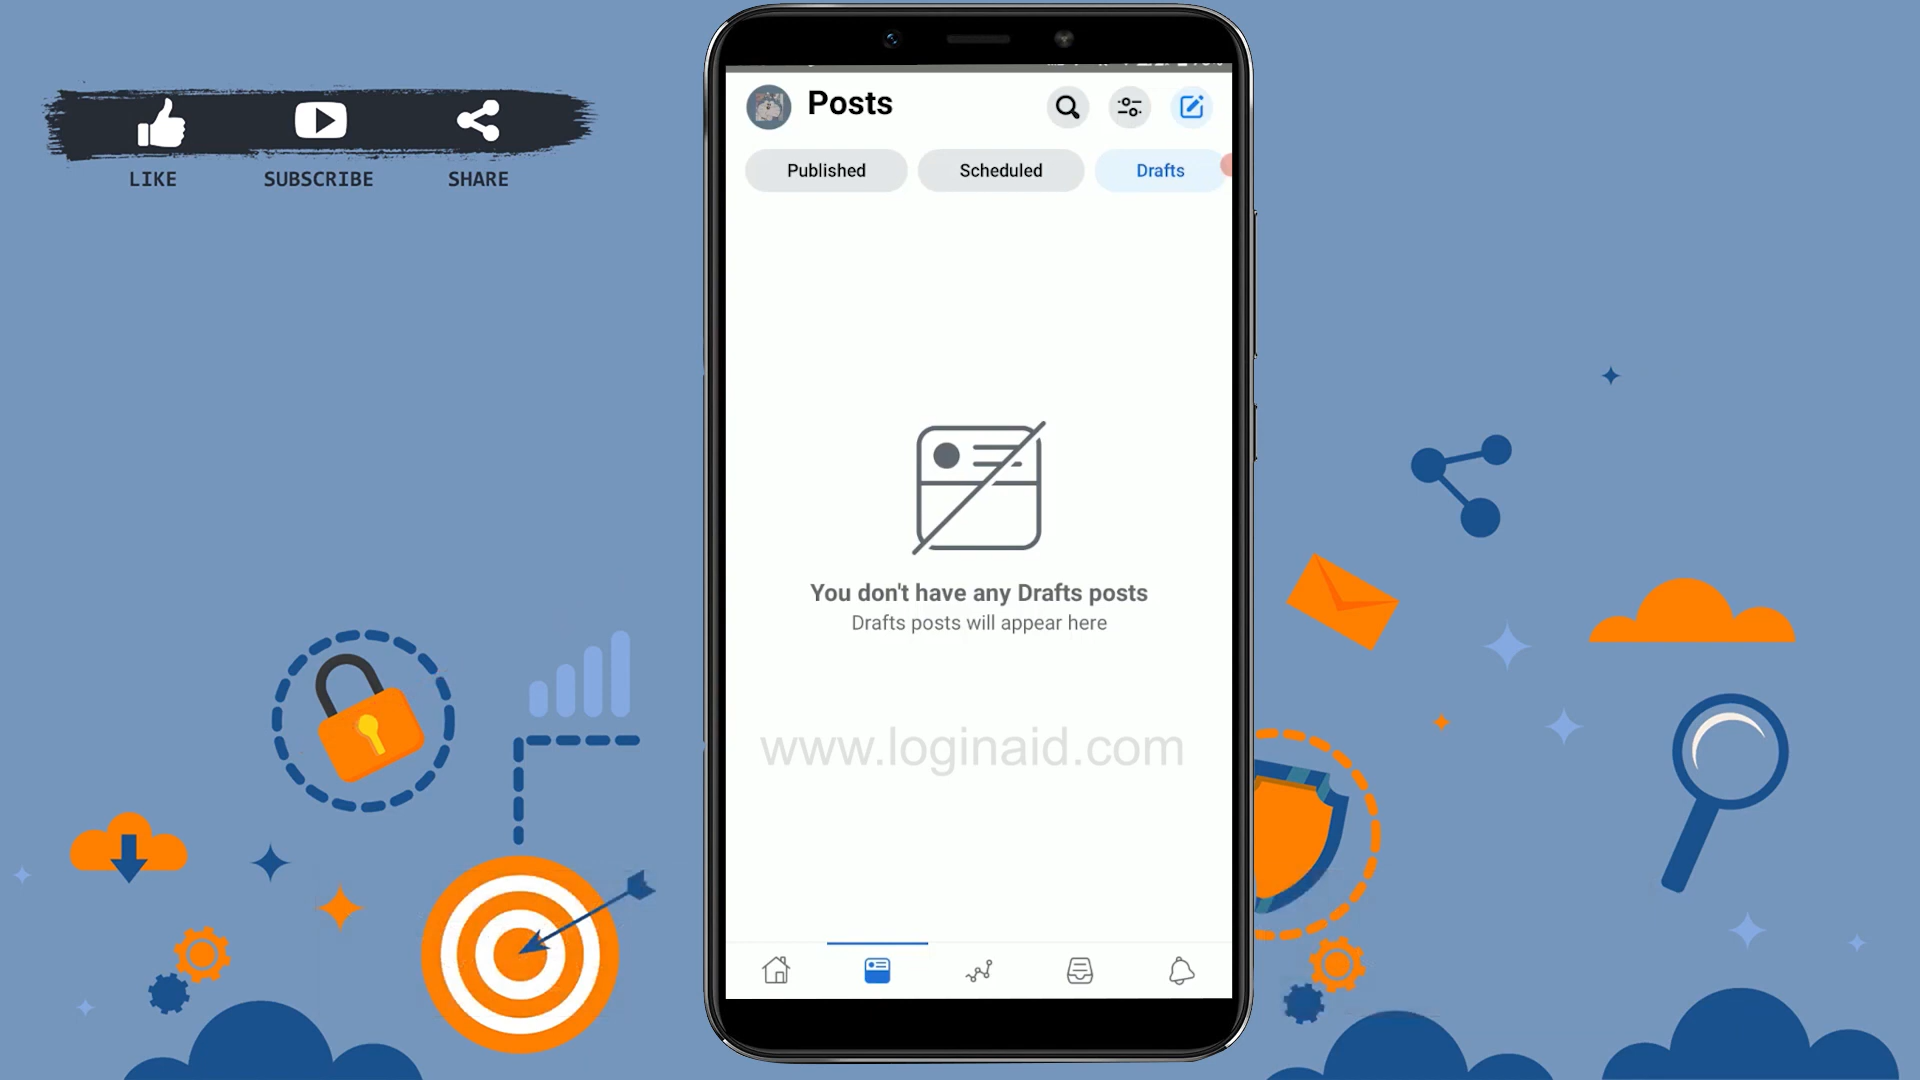 LIKE SUBSCRIBE SHARE
Posts
Published Scheduled Drafts
You don't have any Drafts posts
Drafts posts will appear here
www.loginaid.com